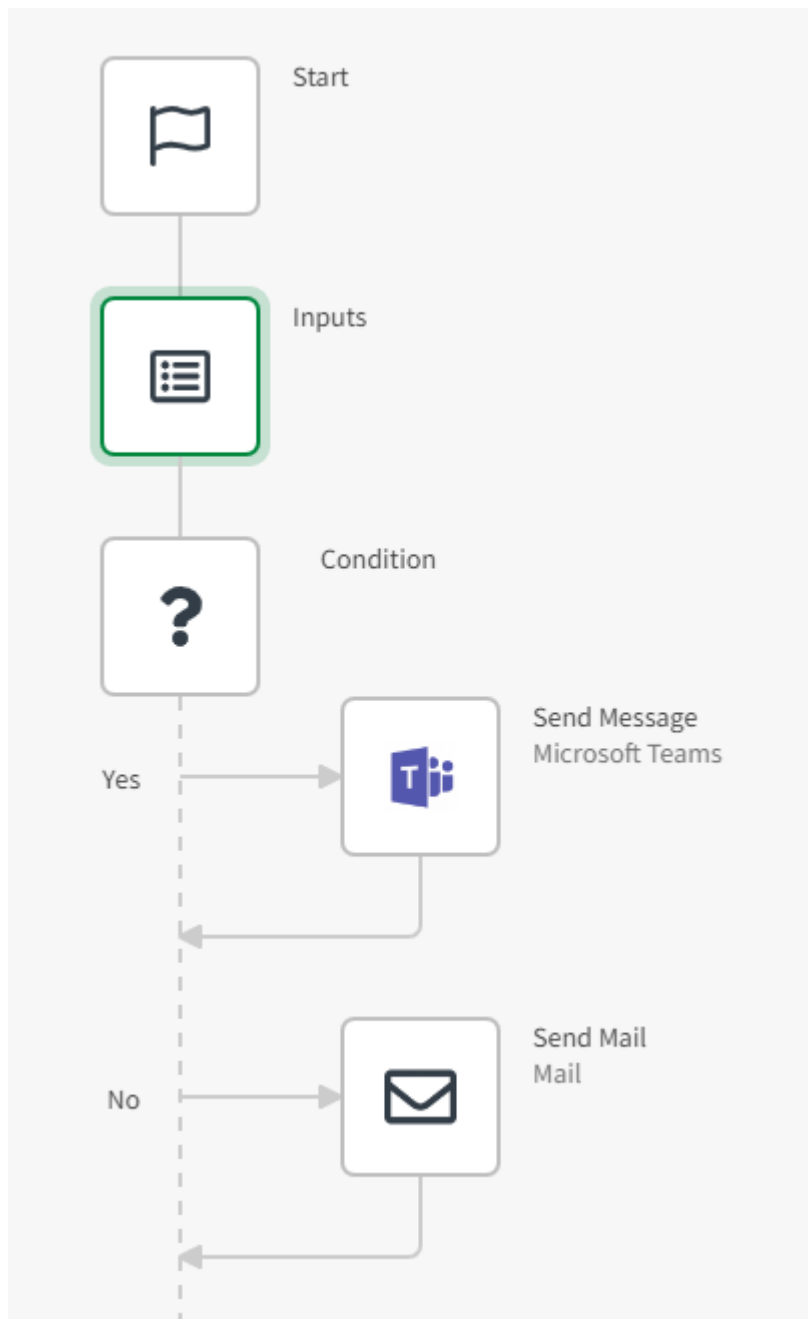 Start
Inputs
Condition
Send Message
Microsoft Teams
Yes
T
Send Mail
Mail
No